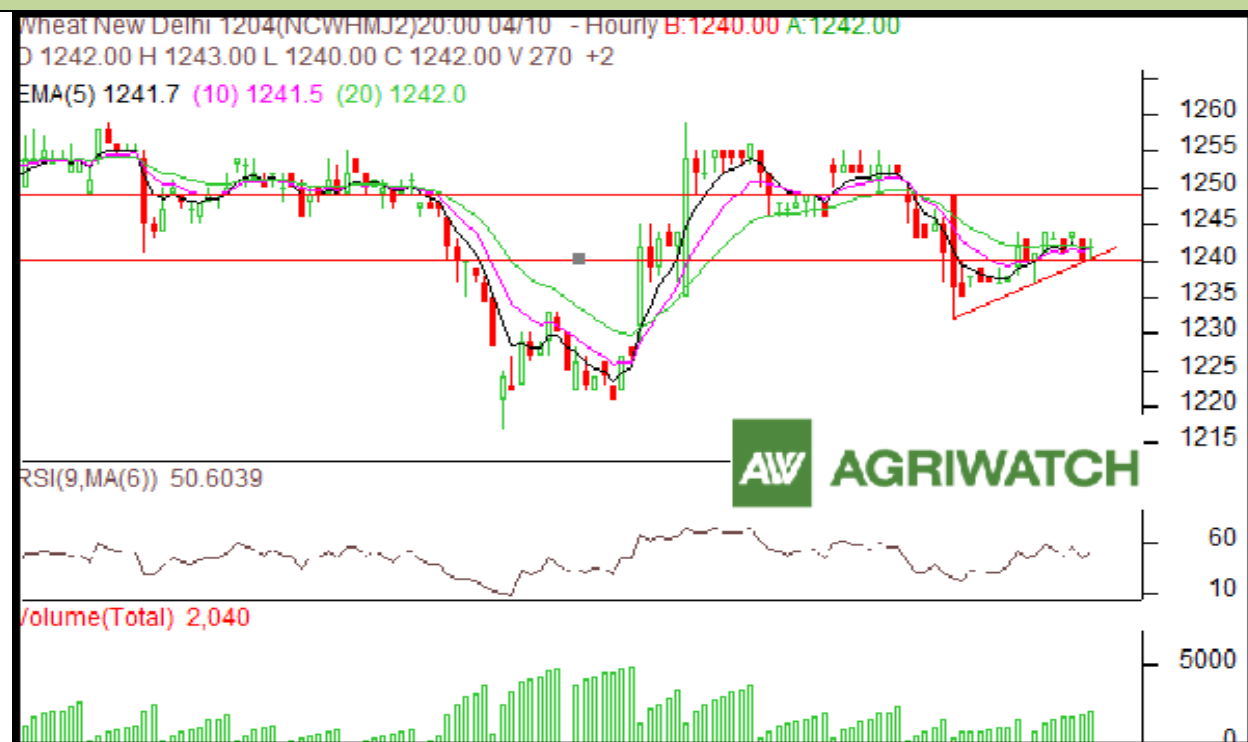 Wheat New Delhi 1204(NCWHMJ2)20:00 04/10 - Hourly B:1240.00 A:1242.00
O 1242.00 H 1243.00 L 1240.00 C 1242.00 V 270 +2
EMA(5) 1241.7 (10) 1241.5 (20) 1242.0
1260
1255
1250
1245
1240
1235
1230
1225
1220
1215
AW AGRIWATCH
RSI(9,MA(6)) 50.6039
60
10
Volume(Total) 2,040
5000
0